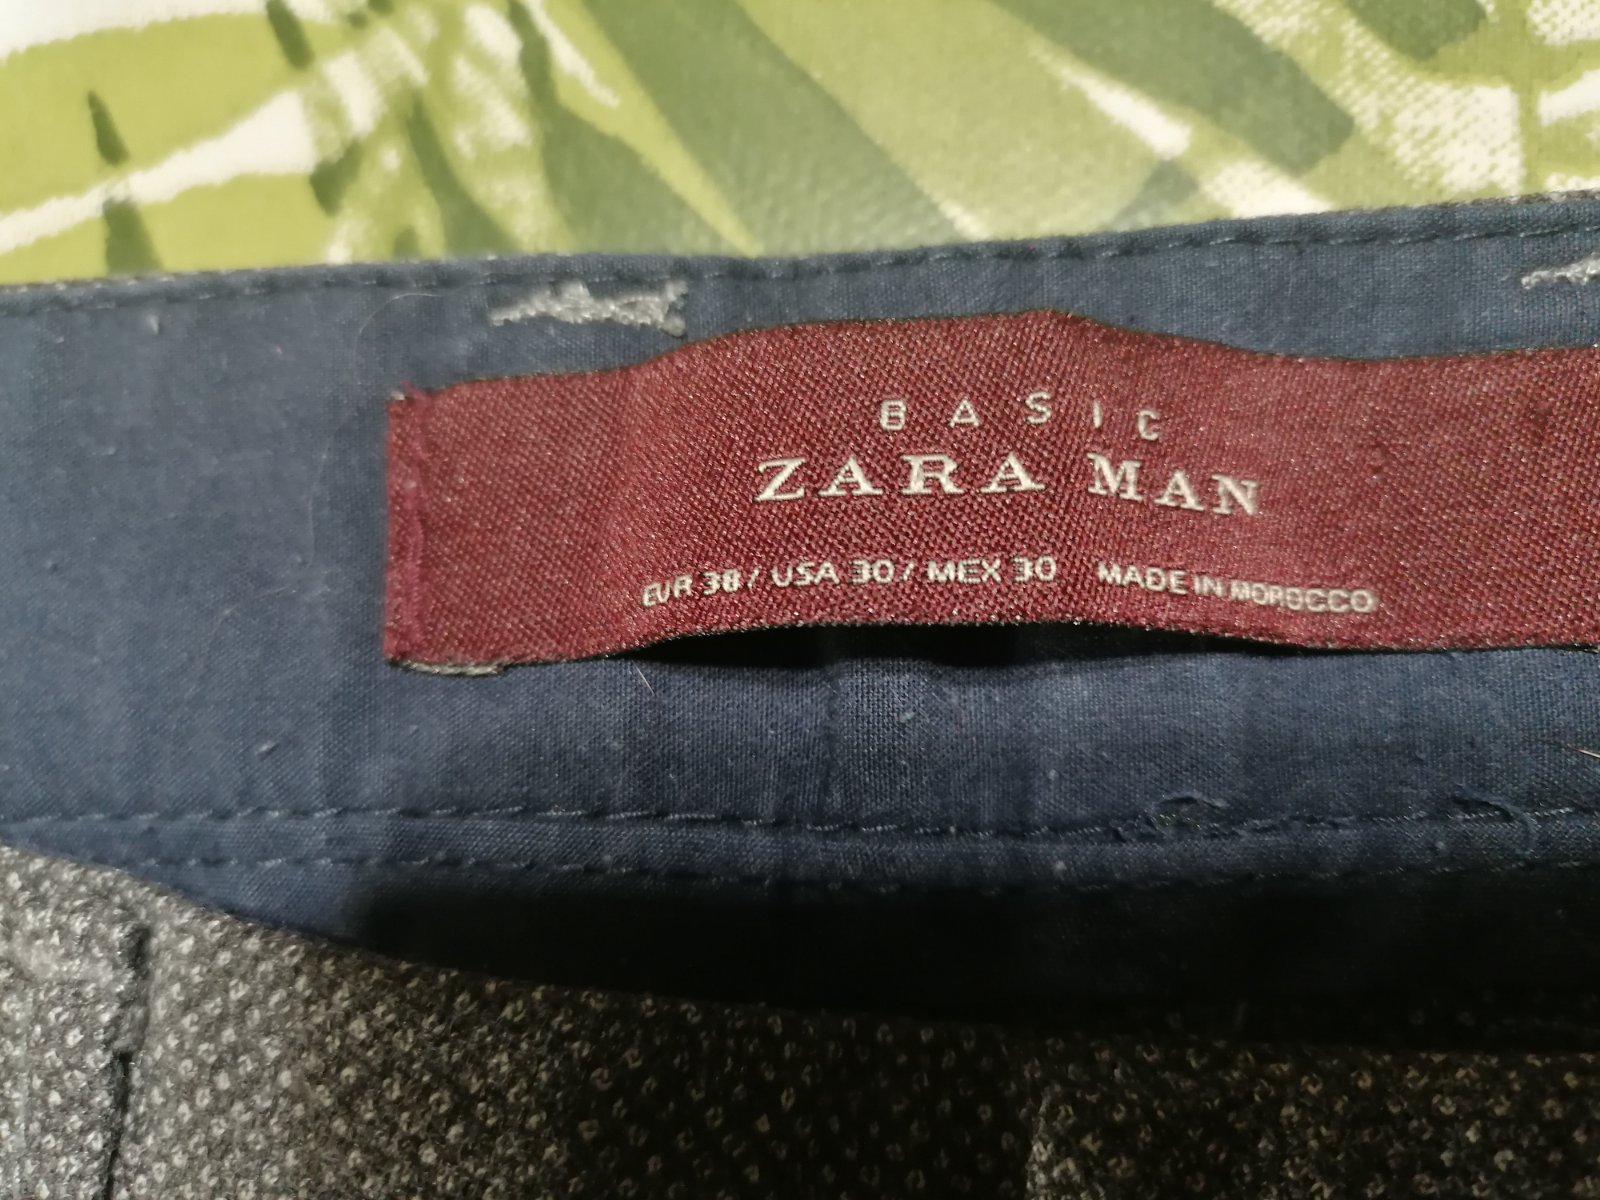 BASIC
ZARA MAN
EUR 38 / USA 30 / MEX 30 MADE IN MOROCCO